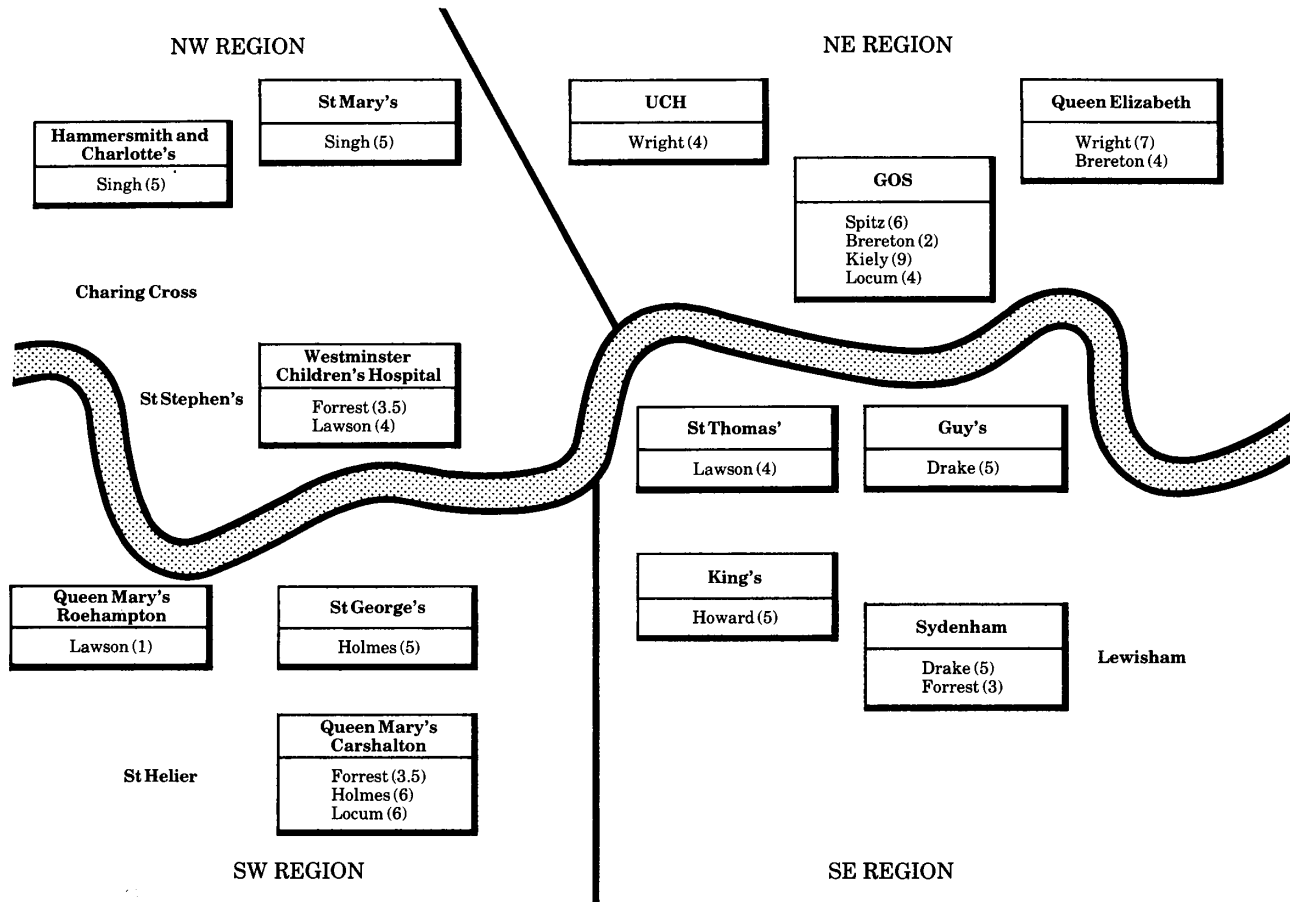 NW REGION
NE REGION
St Mary's
Singh (5)
Hammersmith and
Charlotte's
Singh (5)
UCH
Wright (4)
Queen Elizabeth
Wright (7)
Brereton (4)
GOS
Spitz (6)
Brereton (2)
Kiely (9)
Locum (4)
Charing Cross
St Stephen's
Westminster
Children's Hospital
Forrest (3.5)
Lawson (4)
St Thomas'
Lawson (4)
Guy's
Drake (5)
Queen Mary's
Roehampton
Lawson (1)
St George's
Holmes (5)
King's
Howard (5)
Sydenham
Drake (5)
Forrest (3)
Lewisham
St Helier
Queen Mary's
Carshalton
Forrest (3.5)
Holmes (6)
Locum (6)
SW REGION
SE REGION